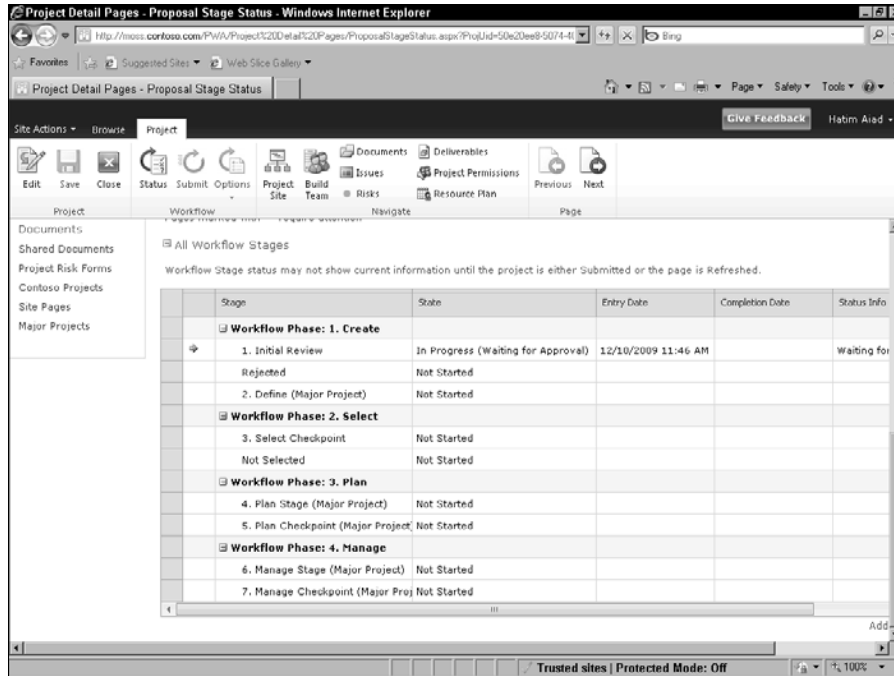 Project Detail Pages - Proposal Stage Status - Windows Internet Explorer
http://moss.contoso.com/PWA/Project%20Detail%20Pages/ProposalStageStatus.aspx?ProjUid=50e20ee8-5074-4
Bing
Favorites Suggested Sites Web Slice Gallery
Project Detail Pages - Proposal Stage Status
Page Safety Tools
Give Feedback Hatim Aiad
Site Actions Browse Project
Documents Deliverables
Issues Project Permissions
Risks Resource Plan
Edit Save Close Status Submit Options Project Site Build Team Previous Next
Project Workflow Navigate Page
require attention
Documents
Shared Documents
Project Risk Forms
Contoso Projects
Site Pages
Major Projects
All Workflow Stages
Workflow Stage status may not show current information until the project is either Submitted or the page is Refreshed.
Stage State Entry Date Completion Date Status Info
Workflow Phase: 1. Create
1. Initial Review In Progress (Waiting for Approval) 12/10/2009 11:46 AM Waiting for
Rejected Not Started
2. Define (Major Project) Not Started
Workflow Phase: 2. Select
3. Select Checkpoint Not Started
Not Selected Not Started
Workflow Phase: 3. Plan
4. Plan Stage (Major Project) Not Started
5. Plan Checkpoint (Major Project Not Started
Workflow Phase: 4. Manage
6. Manage Stage (Major Project) Not Started
7. Manage Checkpoint (Major Proj Not Started
Add
Trusted sites | Protected Mode: Off 100%